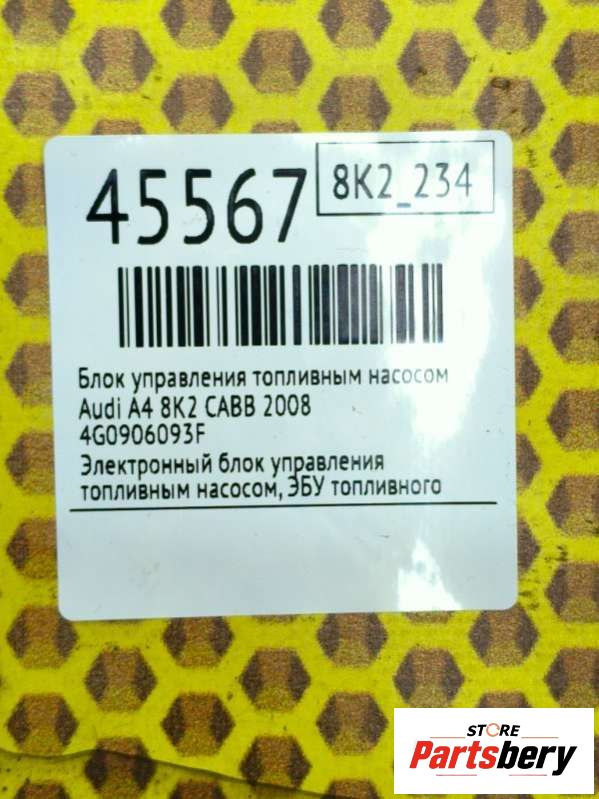 45567
8K2_234
Блок управления топливным насосом
Audi A4 8K2 CABB 2008
4G0906093F
Электронный блок управления
топливным насосом, ЭБУ топливного
STORE
Partsbery